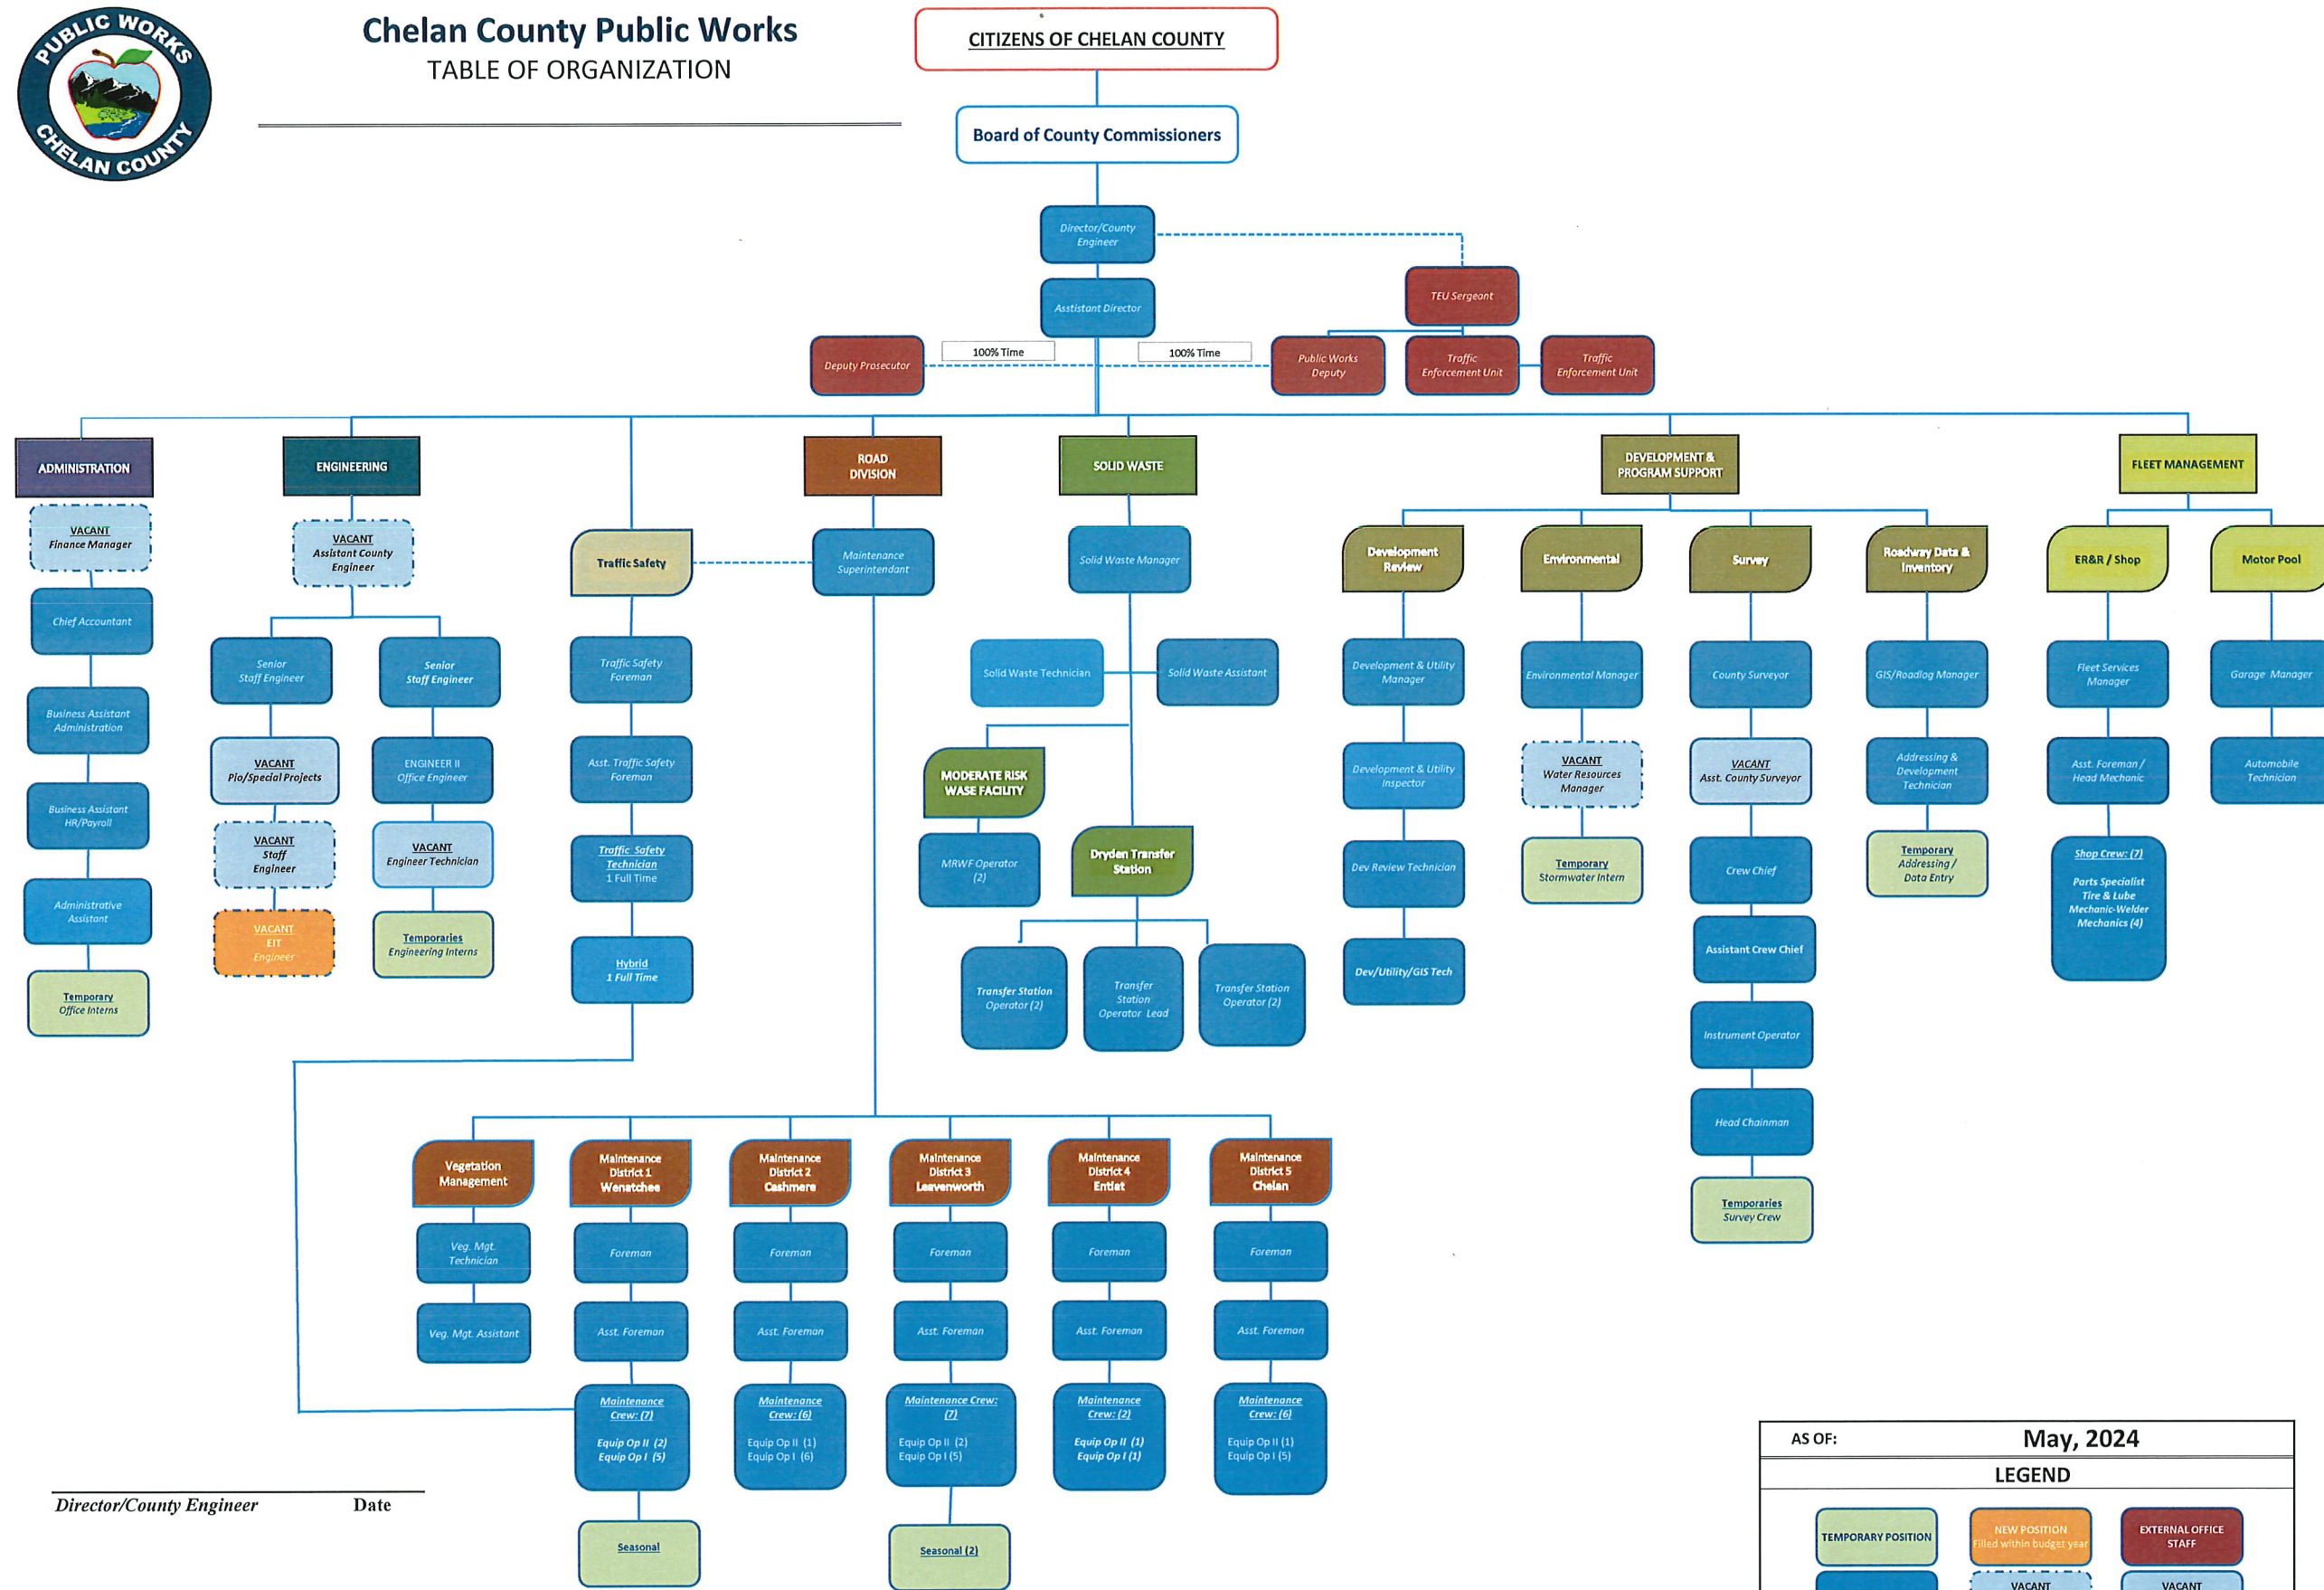 PUBLIC WORKS
CHELAN COUNTY
Chelan County Public Works
TABLE OF ORGANIZATION
CITIZENS OF CHELAN COUNTY
Board of County Commissioners
Director/County
Engineer
Asstistant Director
TEU Sergeant
Deputy Prosecutor
100% Time
100% Time
Public Works
Deputy
Traffic
Enforcement Unit
Traffic
Enforcement Unit
ADMINISTRATION
ENGINEERING
ROAD
DIVISION
SOLID WASTE
DEVELOPMENT &
PROGRAM SUPPORT
FLEET MANAGEMENT
VACANT
Finance Manager
Chief Accountant
Business Assistant
Administration
Business Assistant
HR/Payroll
Administrative
Assistant
Temporary
Office Interns
VACANT
Assistant County
Engineer
Senior
Staff Engineer
VACANT
Pio/Special Projects
VACANT
Staff
Engineer
VACANT
EIT
Engineer
Senior
Staff Engineer
ENGINEER II
Office Engineer
VACANT
Engineer Technician
Temporaries
Engineering Interns
Traffic Safety
Traffic Safety
Foreman
Asst. Traffic Safety
Foreman
Traffic Safety
Technician
1 Full Time
Hybrid
1 Full Time
Maintenance
Superintendant
Solid Waste Manager
Solid Waste Technician
Solid Waste Assistant
MODERATE RISK
WASE FACILITY
MRWF Operator
(2)
Dryden Transfer
Station
Transfer Station
Operator (2)
Transfer
Station
Operator Lead
Transfer Station
Operator (2)
Development
Review
Development & Utility
Manager
Development & Utility
Inspector
Dev Review Technician
Dev/Utility/GIS Tech
Environmental
Environmental Manager
VACANT
Water Resources
Manager
Temporary
Stormwater Intern
Survey
County Surveyor
VACANT
Asst. County Surveyor
Crew Chief
Assistant Crew Chief
Instrument Operator
Head Chainman
Temporaries
Survey Crew
Roadway Data &
Inventory
GIS/Roadlog Manager
Addressing &
Development
Technician
Temporary
Addressing /
Data Entry
ER&R / Shop
Fleet Services
Manager
Asst. Foreman /
Head Mechanic
Shop Crew: (7)
Parts Specialist
Tire & Lube
Mechanic-Welder
Mechanics (4)
Motor Pool
Garage Manager
Automobile
Technician
Vegetation
Management
Veg. Mgt.
Technician
Veg. Mgt. Assistant
Maintenance
District 1
Wenatchee
Foreman
Asst. Foreman
Maintenance
Crew: (7)
Equip Op II (2)
Equip Op I (5)
Seasonal
Maintenance
District 2
Cashmere
Foreman
Asst. Foreman
Maintenance
Crew: (6)
Equip Op II (1)
Equip Op I (6)
Maintenance
District 3
Leavenworth
Foreman
Asst. Foreman
Maintenance Crew:
(7)
Equip Op II (2)
Equip Op I (5)
Seasonal (2)
Maintenance
District 4
Entiat
Foreman
Asst. Foreman
Maintenance
Crew: (2)
Equip Op II (1)
Equip Op I (1)
Maintenance
District 5
Chelan
Foreman
Asst. Foreman
Maintenance
Crew: (6)
Equip Op II (1)
Equip Op I (5)
Director/County Engineer Date
AS OF: May, 2024
LEGEND
TEMPORARY POSITION
NEW POSITION
Filled within budget year
EXTERNAL OFFICE
STAFF
VACANT
VACANT